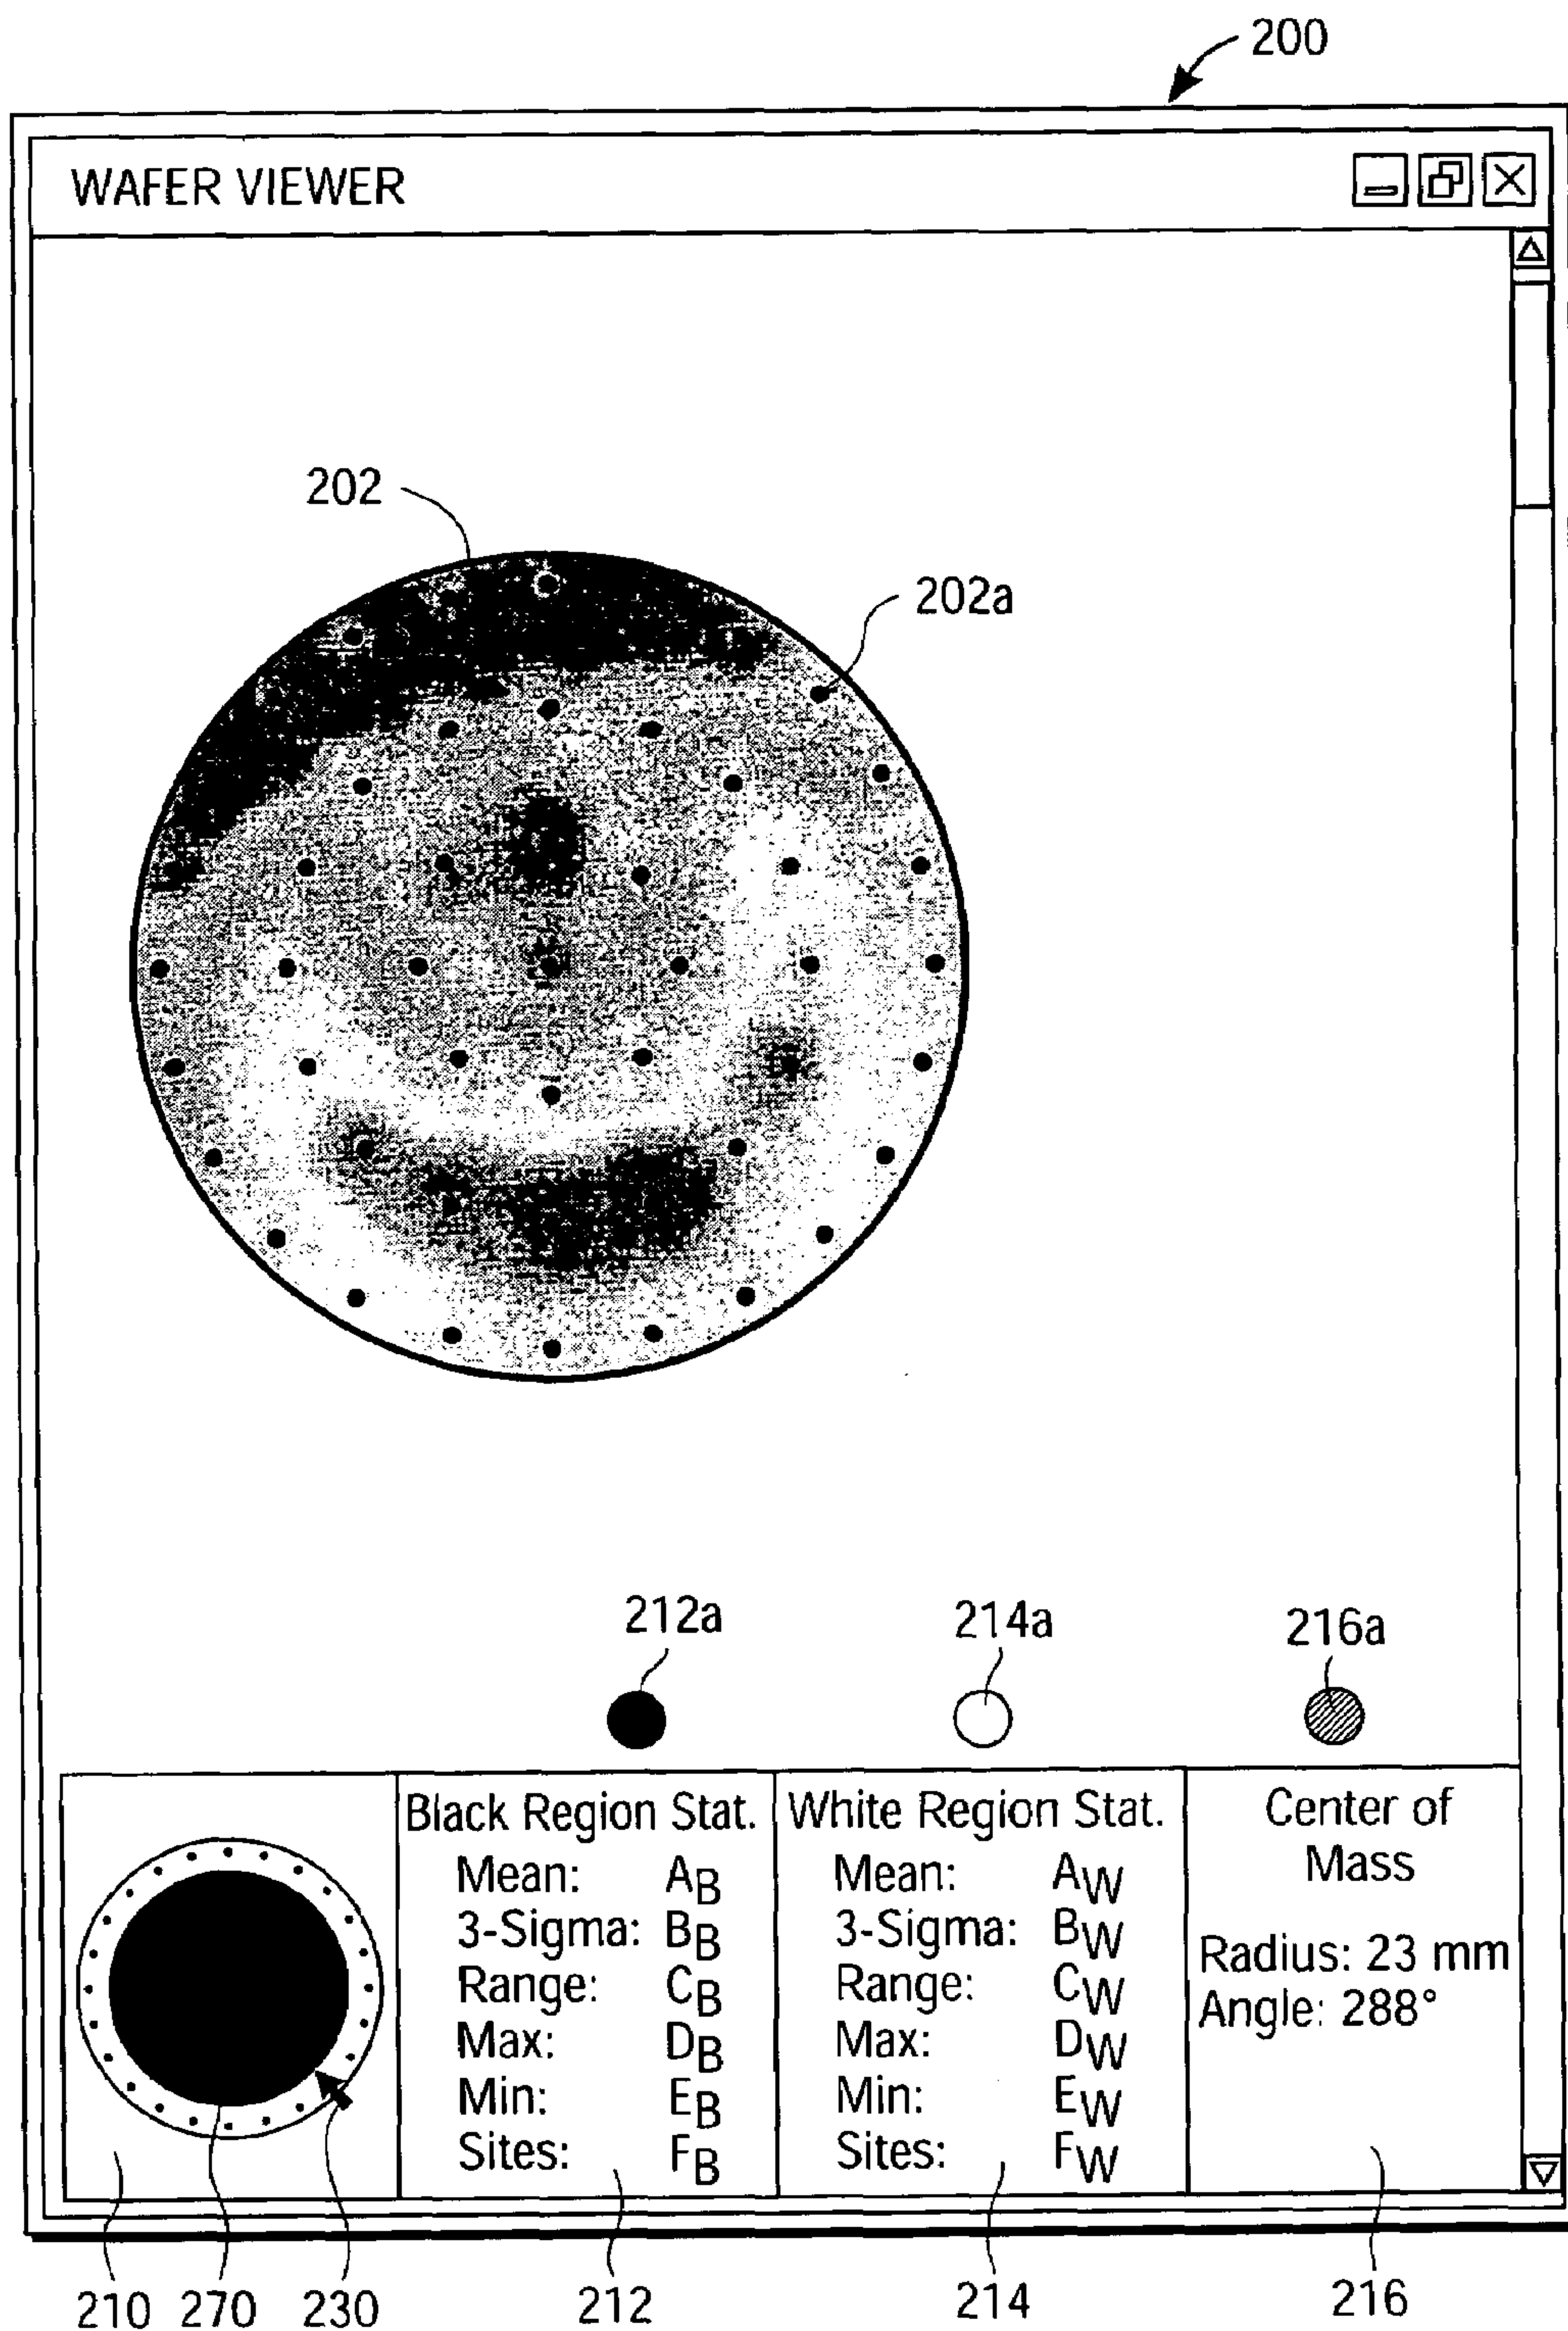 200
WAFER VIEWER
202
202a
212a
214a
216a
Black Region Stat.
Mean: AB
3-Sigma: BB
Range: CB
Max: DB
Min: EB
Sites: FB
White Region Stat.
Mean: AW
3-Sigma: BW
Range: CW
Max: DW
Min: EW
Sites: FW
Center of
Mass
Radius: 23 mm
Angle: 288°
210 270 230 212 214 216